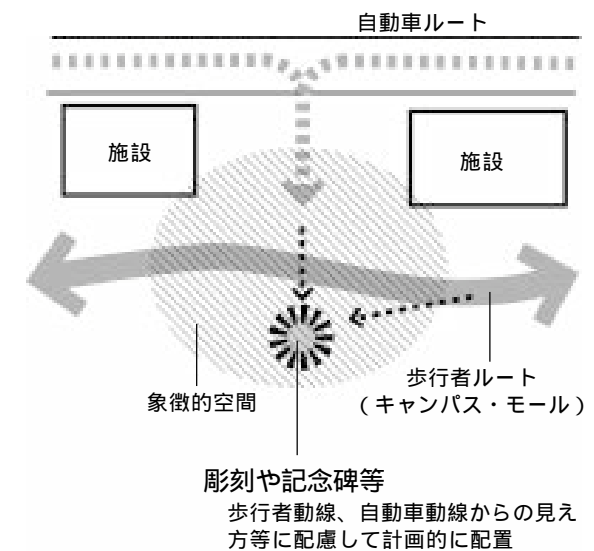 自動車ルート
施設
施設
歩行者ルート
（キャンパス・モール）
象徴的空間
彫刻や記念碑等
歩行者動線、自動車動線からの見え
方等に配慮して計画的に配置